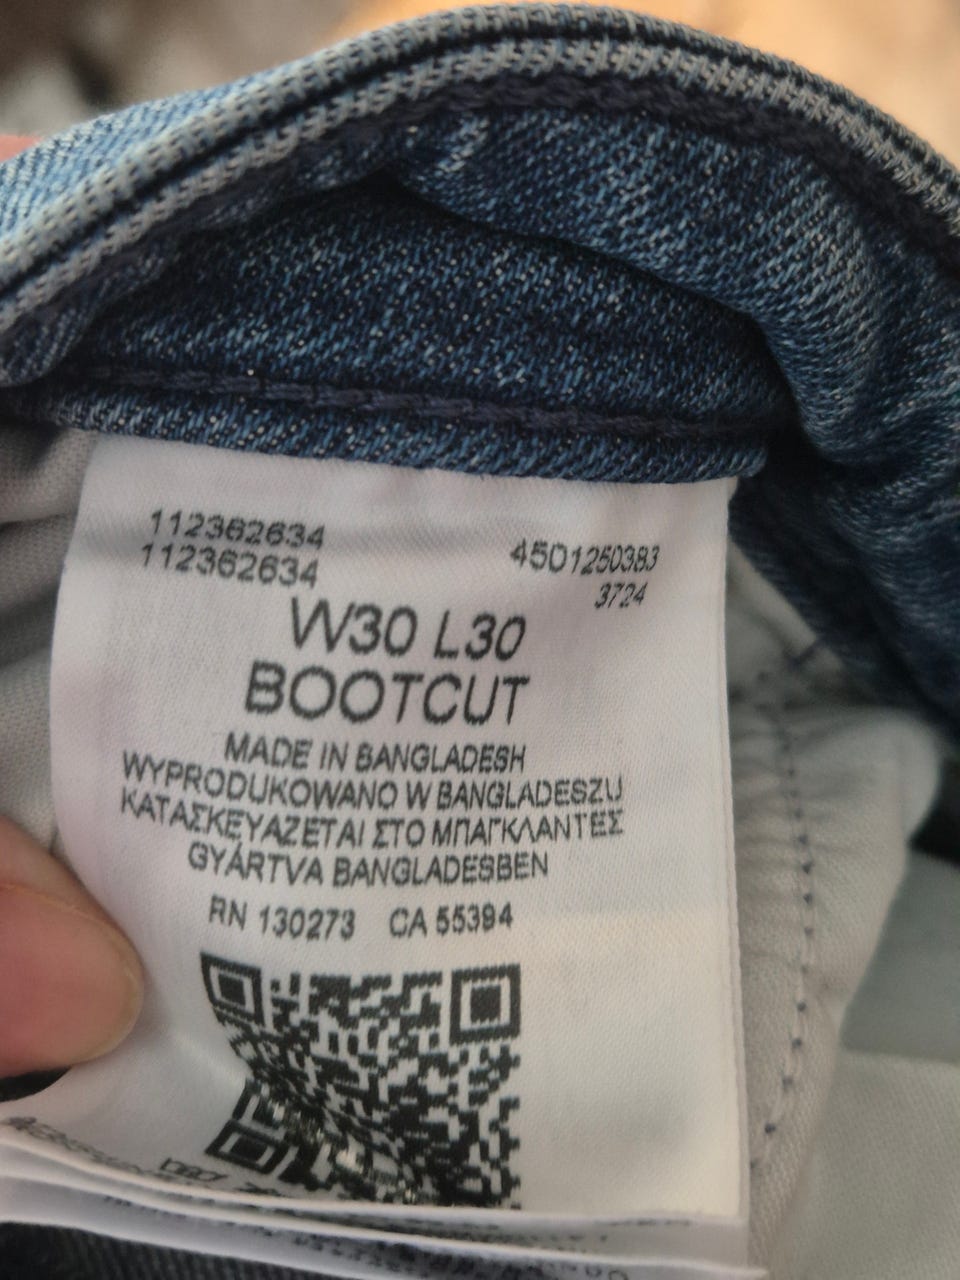 112362634
112362634
4501250383
3724
W30 L30
BOOTCUT
MADE IN BANGLADESH
WYPRODUKOWANO W BANGLADESZU
ΚΑΤΑΣΚΕΥΑΖΕΤΑΙ ΣΤΟ ΜΠΑΓΚΛΑΝΤΕΣ
GYÁRTVA BANGLADESBEN
RN 130273 CA 55394